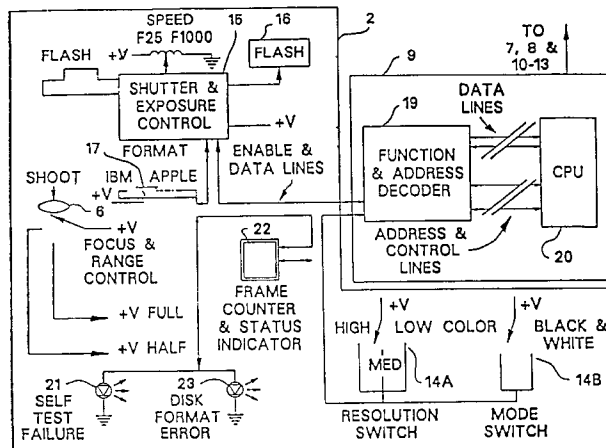 SPEED
F25 F1000
15
16
2
TO
7, 8 &
10-13
+V
FLASH
FLASH
9
SHUTTER &
EXPOSURE
CONTROL
19
DATA
LINES
+V
17
FORMAT
IBM APPLE
+V
ENABLE
& DATA LINES
FUNCTION
& ADDRESS
DECODER
CPU
SHOOT
6
+V
FOCUS &
RANGE
CONTROL
22
ADDRESS
& CONTROL
LINES
20
FRAME
COUNTER
& STATUS
INDICATOR
+V FULL
+V HALF
+V
+V
HIGH
LOW COLOR
BLACK
& WHITE
MED
14A
14B
21
SELF
TEST
FAILURE
23
DISK
FORMAT
ERROR
RESOLUTION
SWITCH
MODE
SWITCH